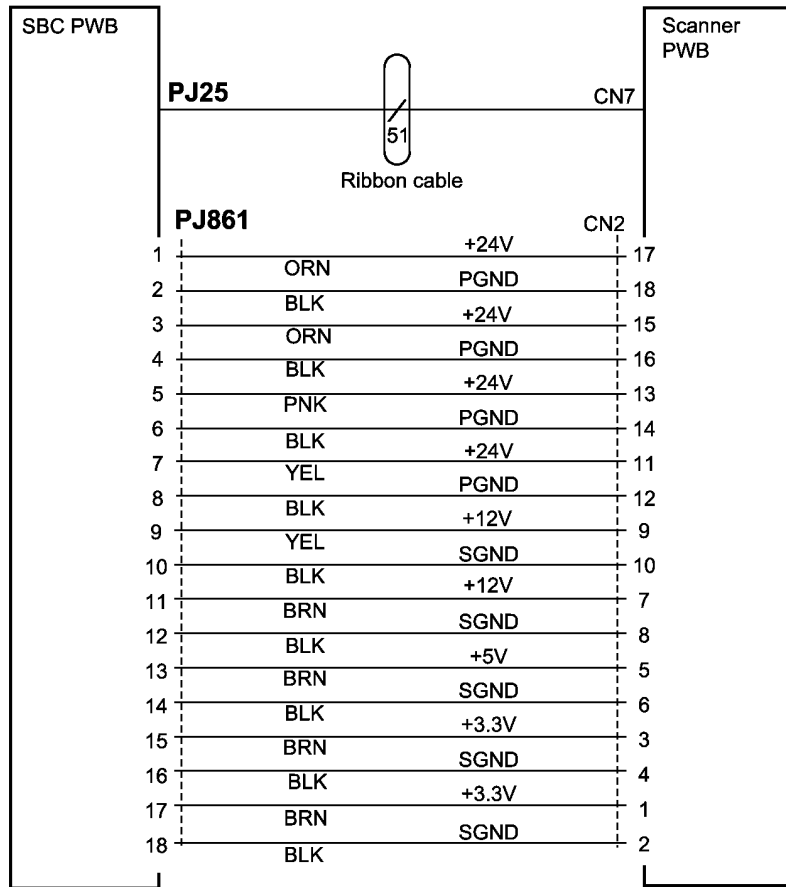 SBC PWB
Scanner
PWB
PJ25
CN7
51
Ribbon cable
PJ861
CN2
1 +24V 17
ORN
2 PGND 18
BLK
3 +24V 15
ORN
4 PGND 16
BLK
5 +24V 13
PNK
6 PGND 14
BLK
7 +24V 11
YEL
8 PGND 12
BLK
9 +12V 9
YEL
10 SGND 10
BLK
11 +12V 7
BRN
12 SGND 8
BLK
13 +5V 5
BRN
14 SGND 6
BLK
15 +3.3V 3
BRN
16 SGND 4
BLK
17 +3.3V 1
BRN
18 SGND 2
BLK